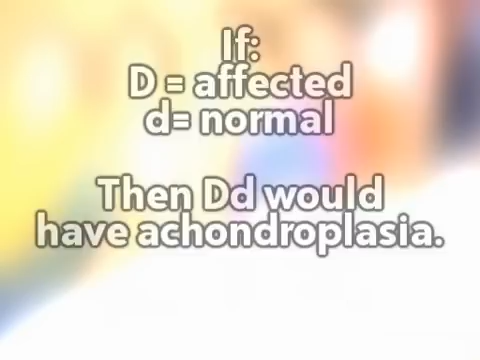 If:
D = affected
d= normal
Then Dd would
have achondroplasia.